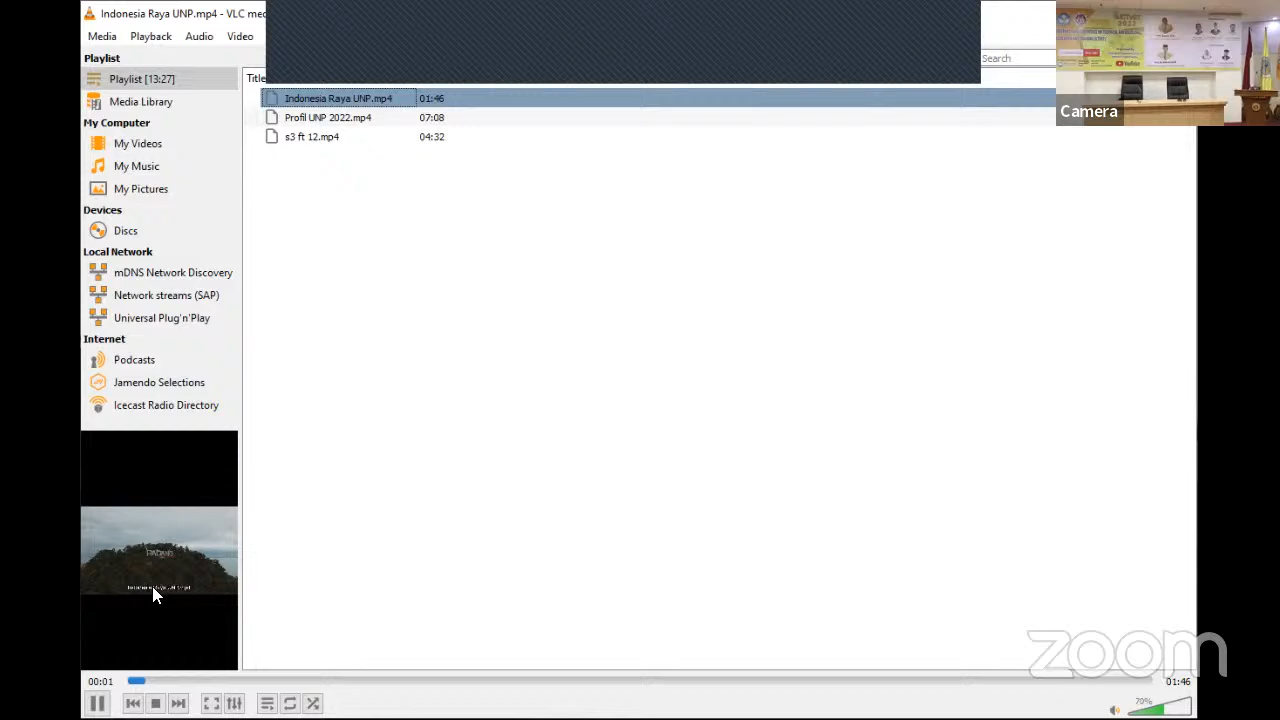 Indonesia Raya UNP.mp4 - VLC med
Media Playback Audio Video
Search
Camera
Playlist
Playlist [13:27]
Media Library
My Computer
My Videos
My Music
My Pictures
Devices
Discs
Local Network
mDNS Network Discovery
Network streams (SAP)
Universal Plug'n'Play
Internet
Podcasts
Jamendo Selections
Icecast Radio Directory
Title
Indonesia Raya UNP.mp4 01:46
Profil UNP 2022.mp4 07:08
s3 ft 12.mp4 04:32
PADANG
zoom
00:01
01:46
70%